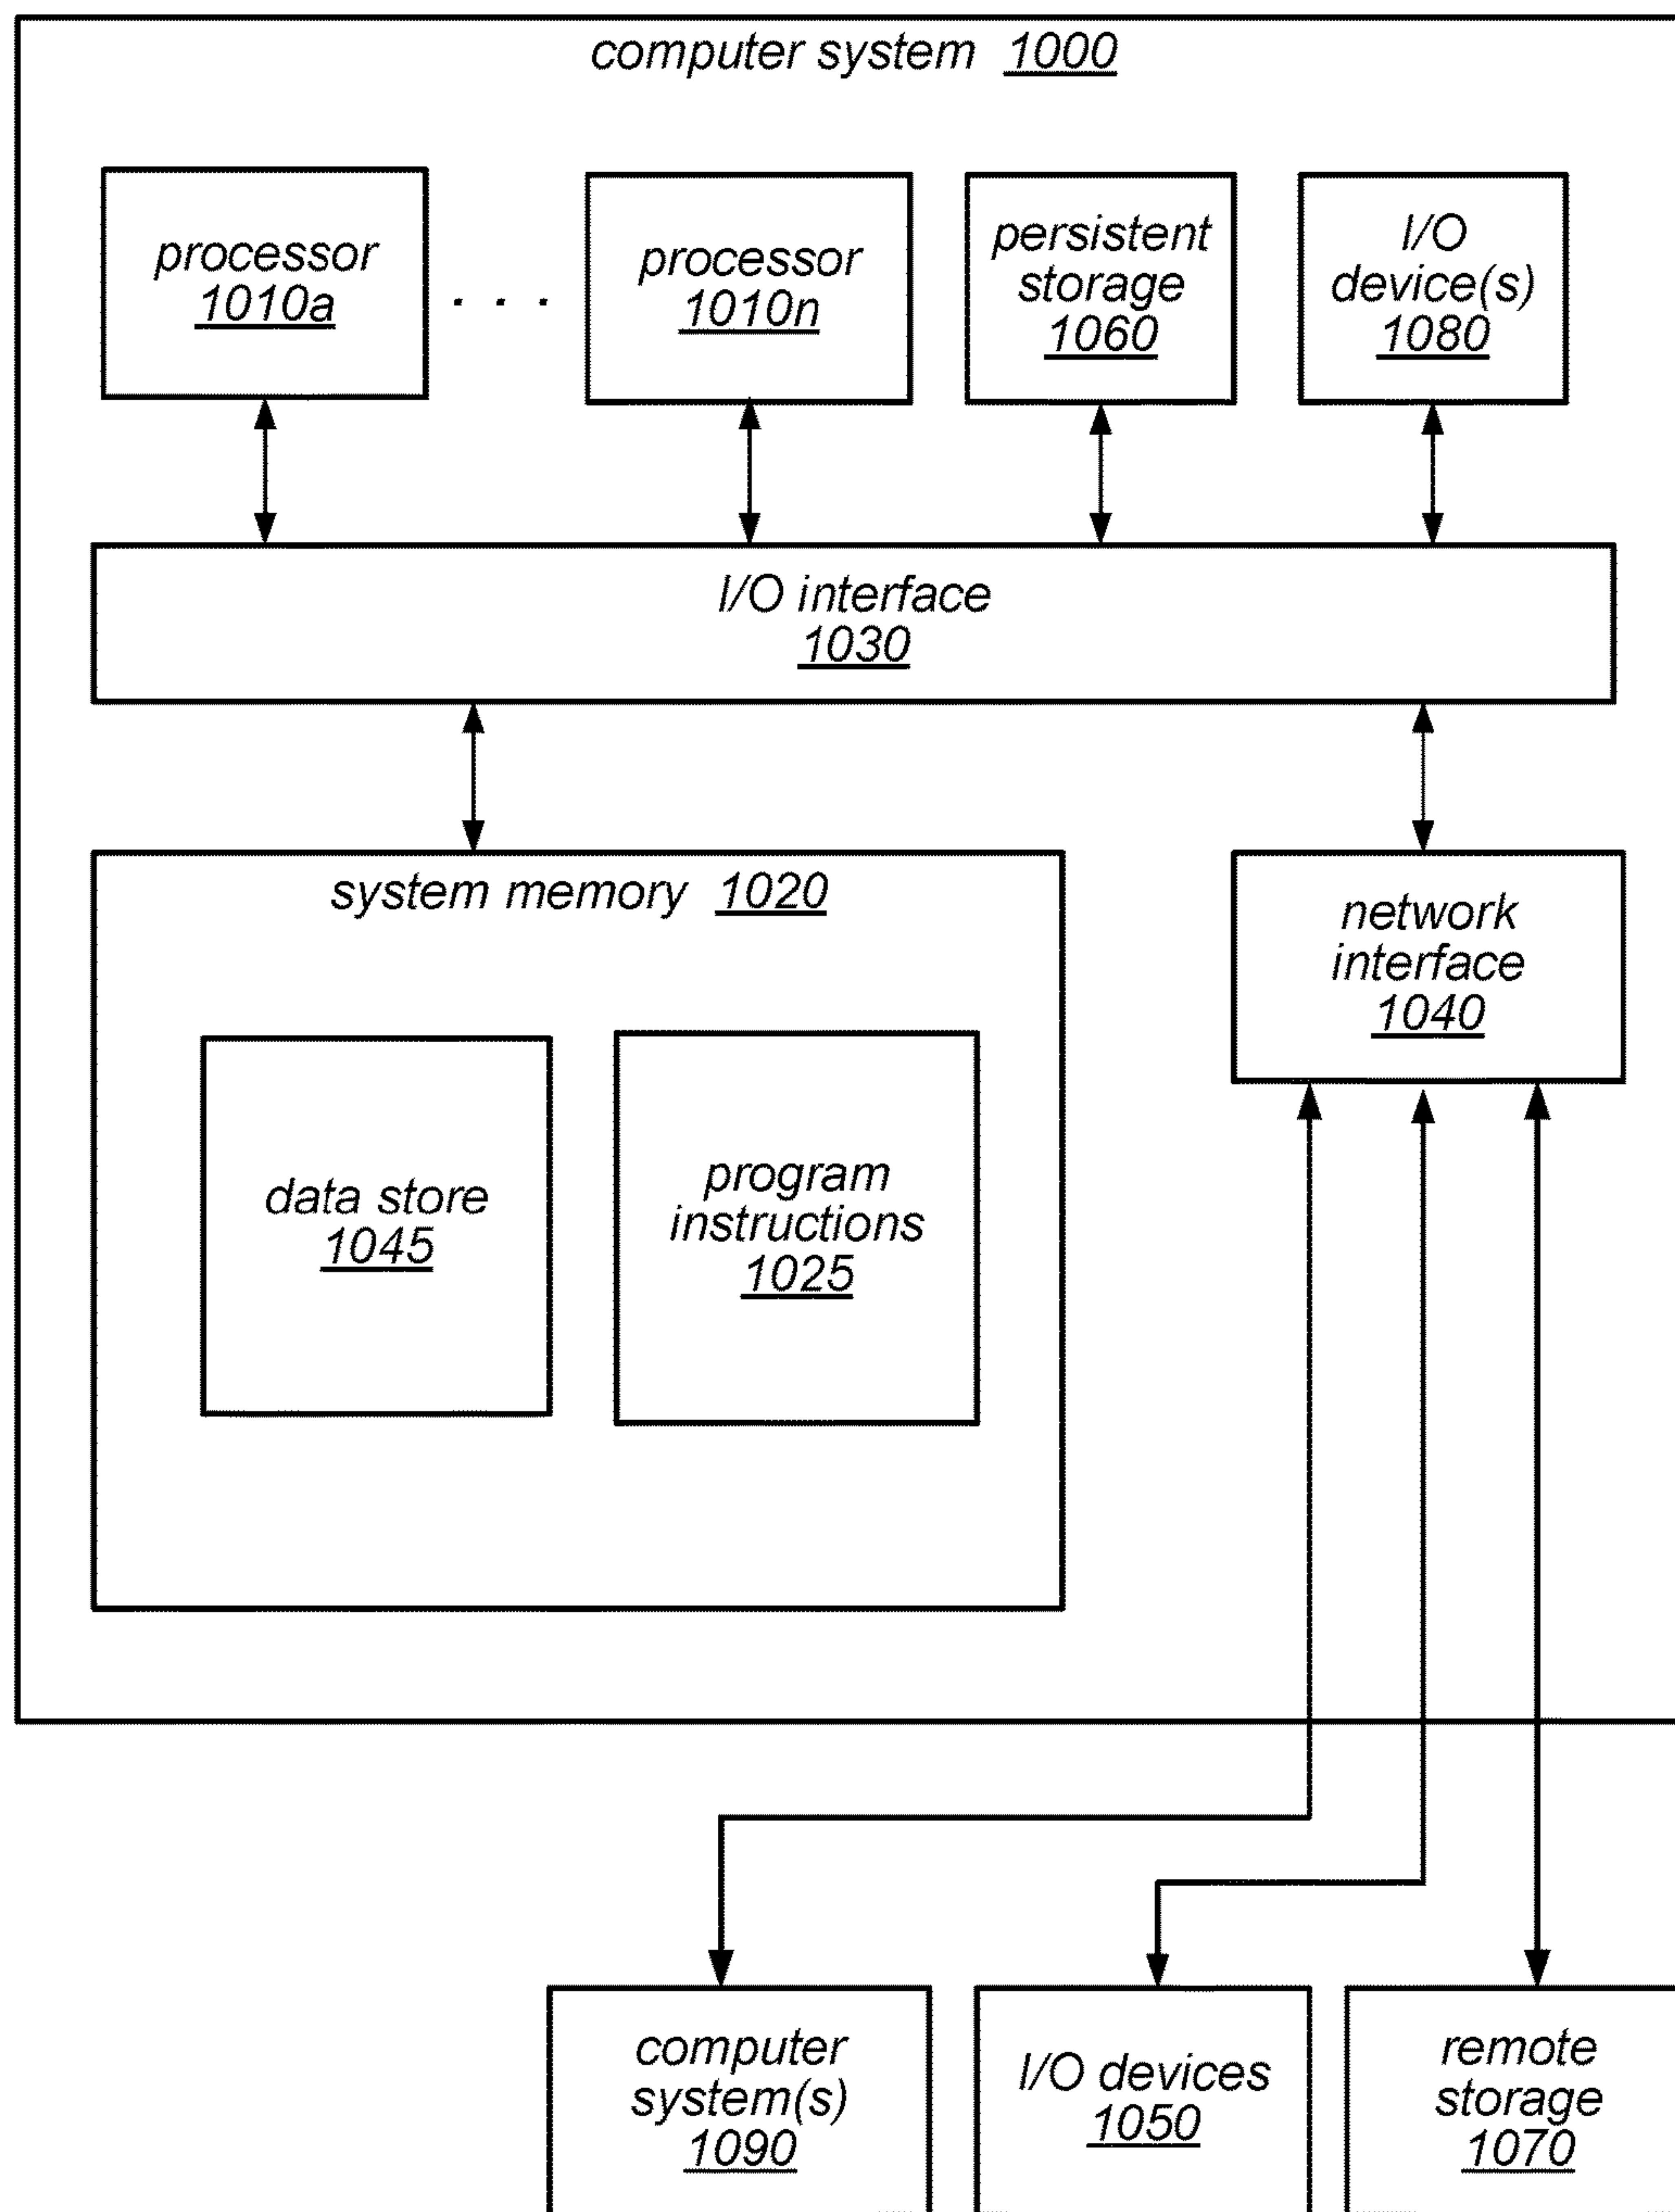 computer system 1000
processor
1010a
. . .
processor
1010n
persistent
storage
1060
I/O
device(s)
1080
I/O interface
1030
system memory 1020
network
interface
1040
data store
1045
program
instructions
1025
computer
system(s)
1090
I/O devices
1050
remote
storage
1070